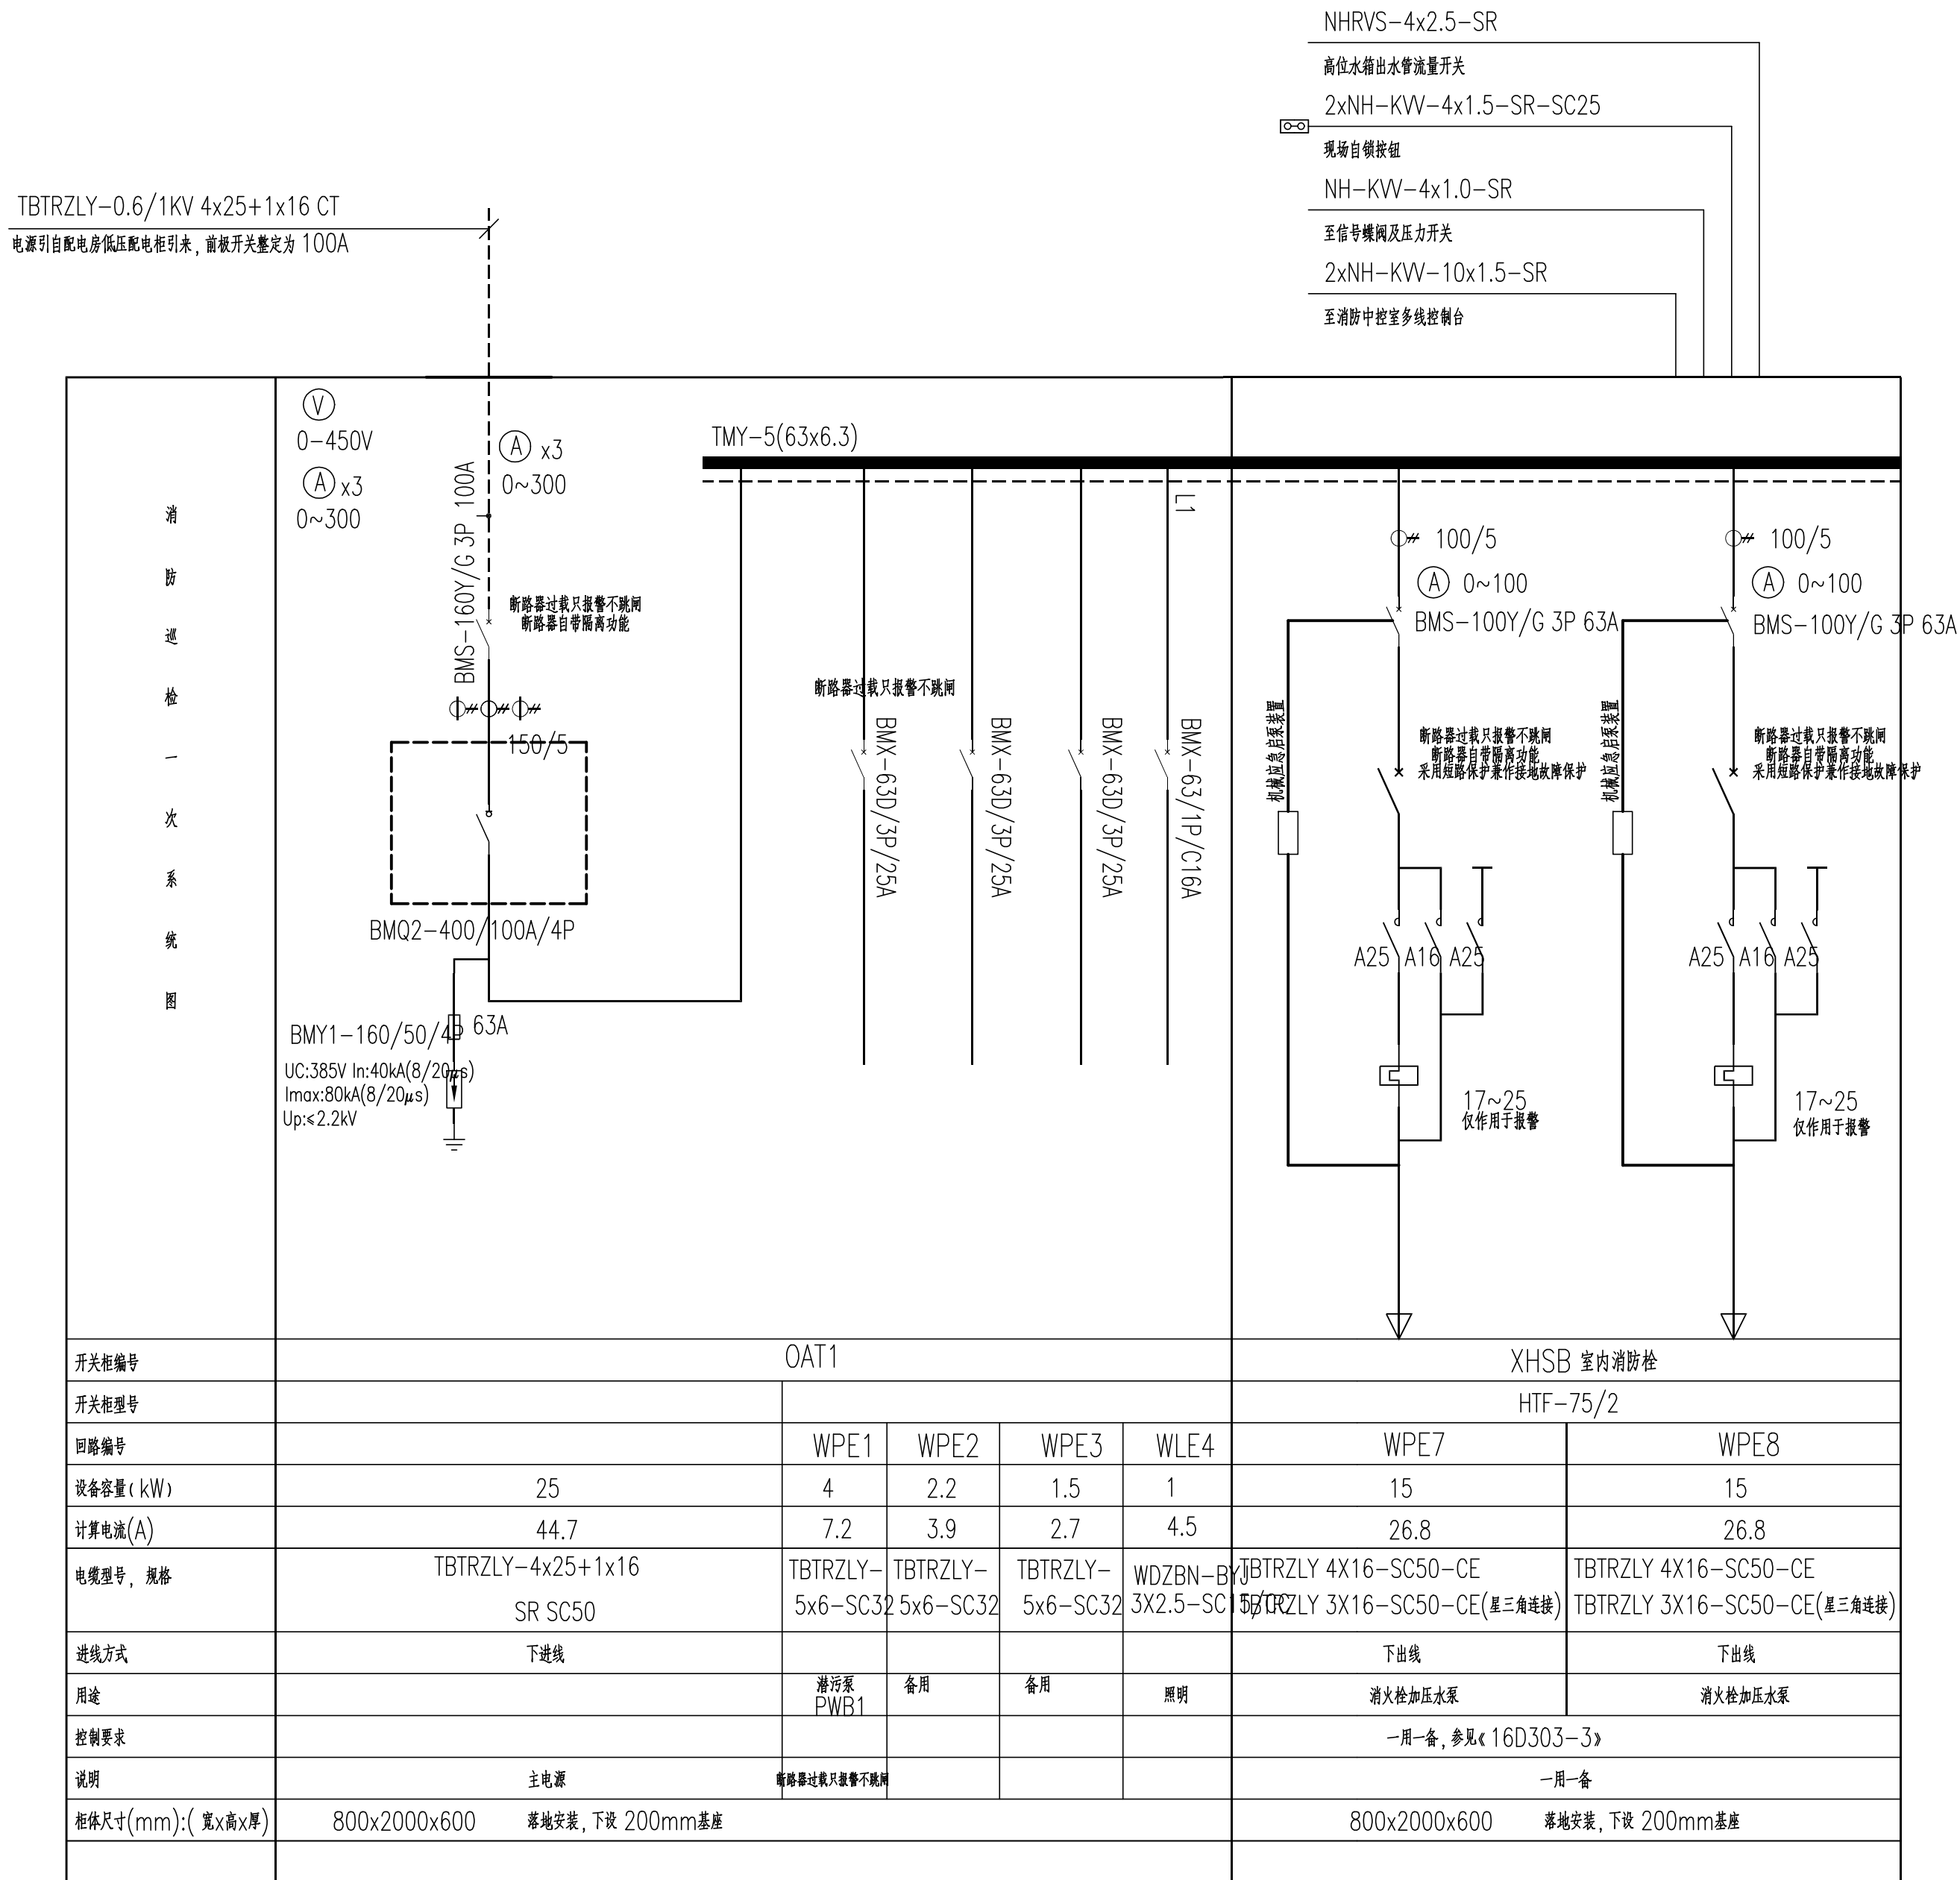 NHRVS-4x2.5-SR
高位水箱出水管流量开关
2xNH-KVV-4x1.5-SR-SC25
现场自锁按钮
NH-KVV-4x1.0-SR
至信号蝶阀及压力开关
2xNH-KVV-10x1.5-SR
至消防中控室多线控制台
TBTRZLY-0.6/1KV 4x25+1x16 CT
电源引自配电房低压配电柜引来，前极开关整定为 100A
消防巡检一次系统图
V
0-450V
A x3
0~300
A x3
0~300
BMS-160Y/G 3P 100A
断路器过载只报警不跳闸
断路器自带隔离功能
150/5
BMQ2-400/100A/4P
63A
BMY1-160/50/4P
UC:385V In:40kA(8/20μs)
Imax:80kA(8/20μs)
Up:≤2.2kV
TMY-5(63x6.3)
L1
断路器过载只报警不跳闸
BMX-63D/3P/25A
BMX-63D/3P/25A
BMX-63D/3P/25A
BMX-63/1P/C16A
100/5
A 0~100
BMS-100Y/G 3P 63A
机械应急启泵装置
断路器过载只报警不跳闸
断路器自带隔离功能
采用短路保护兼作接地故障保护
A25 A16 A25
17~25
仅作用于报警
100/5
A 0~100
BMS-100Y/G 3P 63A
机械应急启泵装置
断路器过载只报警不跳闸
断路器自带隔离功能
采用短路保护兼作接地故障保护
A25 A16 A25
17~25
仅作用于报警
开关柜编号 OAT1 XHSB 室内消防栓
开关柜型号 HTF-75/2
回路编号 WPE1 WPE2 WPE3 WLE4 WPE7 WPE8
设备容量(kW) 25 4 2.2 1.5 1 15 15
计算电流(A) 44.7 7.2 3.9 2.7 4.5 26.8 26.8
电缆型号，规格 TBTRZLY-4x25+1x16 TBTRZLY- TBTRZLY- TBTRZLY- WDZBN-BYJ TBTRZLY 4X16-SC50-CE TBTRZLY 4X16-SC50-CE
SR SC50 5x6-SC32 5x6-SC32 5x6-SC32 3X2.5-SC15/CC TBTRZLY 3X16-SC50-CE(星三角连接) TBTRZLY 3X16-SC50-CE(星三角连接)
进线方式 下进线 下出线 下出线
用途 潜污泵 备用 备用 照明 消火栓加压水泵 消火栓加压水泵
PWB1
控制要求 一用一备，参见《16D303-3》
说明 主电源 断路器过载只报警不跳闸 一用一备
柜体尺寸(mm):( 宽x高x厚) 800x2000x600 落地安装，下设 200mm基座 800x2000x600 落地安装，下设 200mm基座